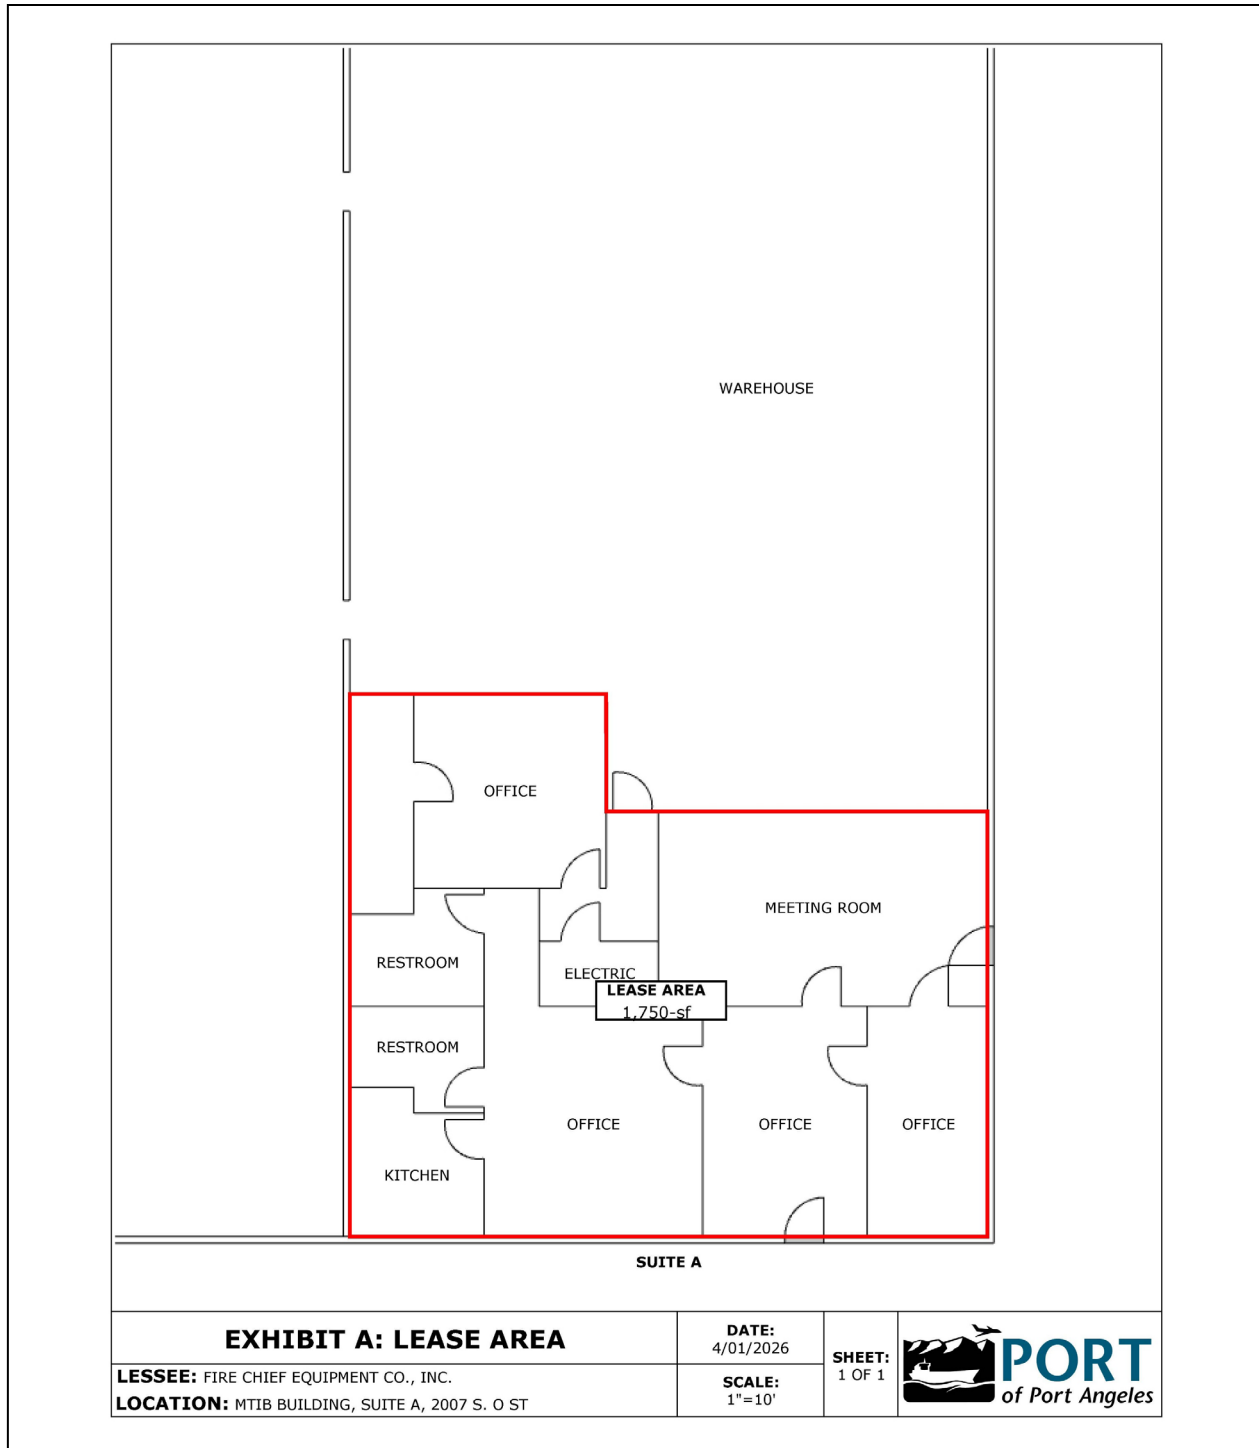 WAREHOUSE
OFFICE
MEETING ROOM
RESTROOM
ELECTRIC
LEASE AREA
1,750-sf
RESTROOM
OFFICE
OFFICE
OFFICE
KITCHEN
SUITE A
EXHIBIT A: LEASE AREA
LESSEE: FIRE CHIEF EQUIPMENT CO., INC.
LOCATION: MTIB BUILDING, SUITE A, 2007 S. O ST
DATE:
4/01/2026
SCALE:
1"=10'
SHEET:
1 OF 1
PORT
of Port Angeles